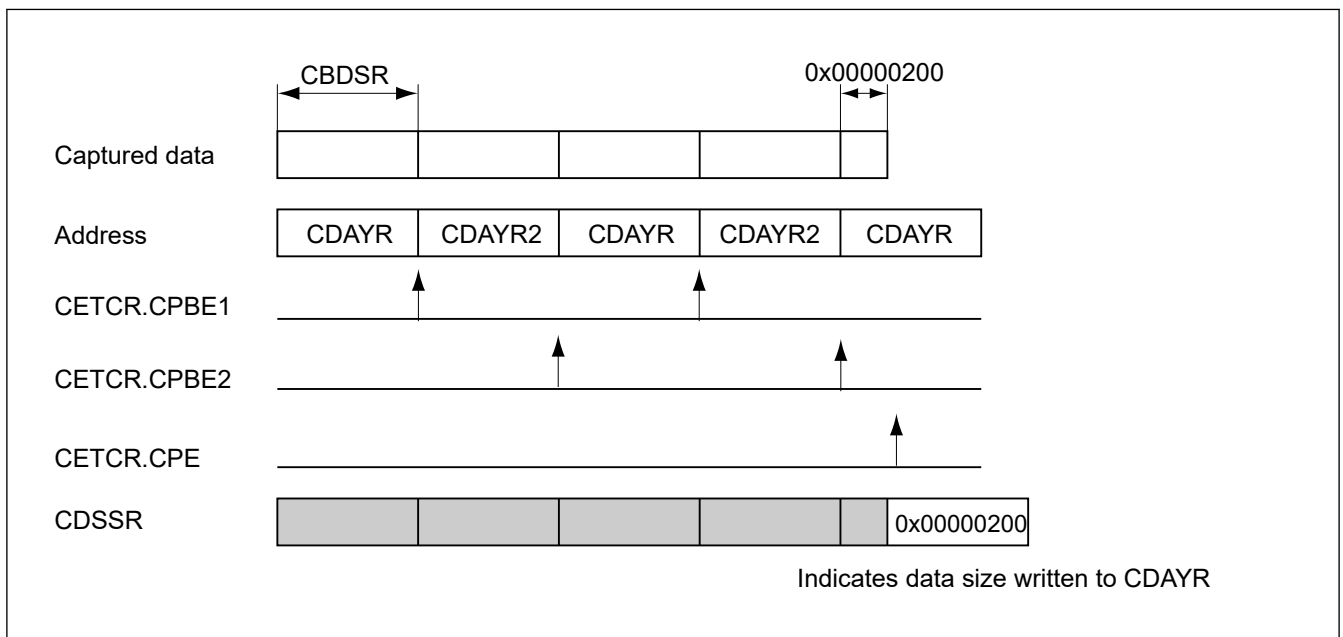 CBDSR 0x00000200
Captured data
Address CDAYR CDAYR2 CDAYR CDAYR2 CDAYR
CETCR.CPBE1
CETCR.CPBE2
CETCR.CPE
CDSSR 0x00000200
Indicates data size written to CDAYR